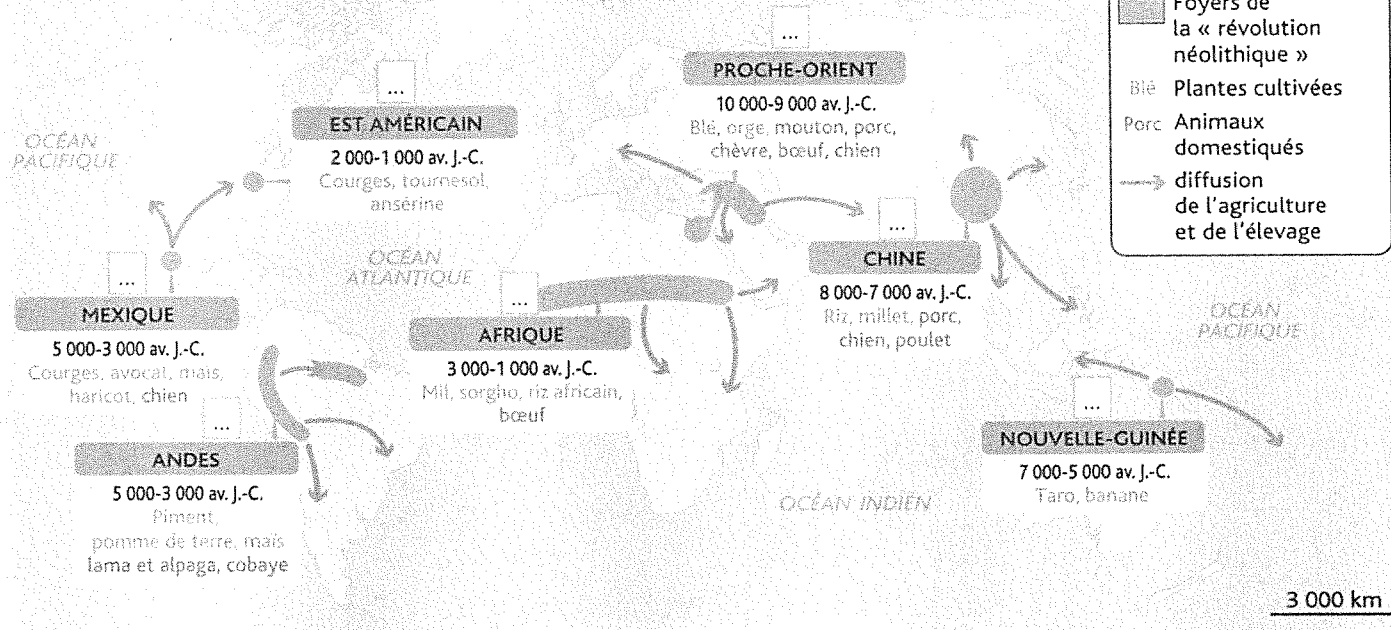 Foyers de
la « révolution
néolithique »
Blé Plantes cultivées
Porc Animaux
domestiqués
diffusion
de l'agriculture
et de l'élevage
...
PROCHE-ORIENT
10 000-9 000 av. J.-C.
Blé, orge, mouton, porc,
chèvre, bœuf, chien
...
EST AMÉRICAIN
2 000-1 000 av. J.-C.
Courges, tournesol,
ansérine
OCÉAN
PACIFIQUE
OCÉAN
ATLANTIQUE
...
CHINE
8 000-7 000 av. J.-C.
Riz, millet, porc,
chien, poulet
...
MEXIQUE
5 000-3 000 av. J.-C.
Courges, avocat, mais,
haricot, chien
...
AFRIQUE
3 000-1 000 av. J.-C.
Mil, sorgho, riz africain,
bœuf
OCÉAN
PACIFIQUE
...
ANDES
5 000-3 000 av. J.-C.
Piment,
pomme de terre, mais
lama et alpaga, cobaye
...
NOUVELLE-GUINÉE
7 000-5 000 av. J.-C.
Taro, banane
OCÉAN INDIEN
3 000 km